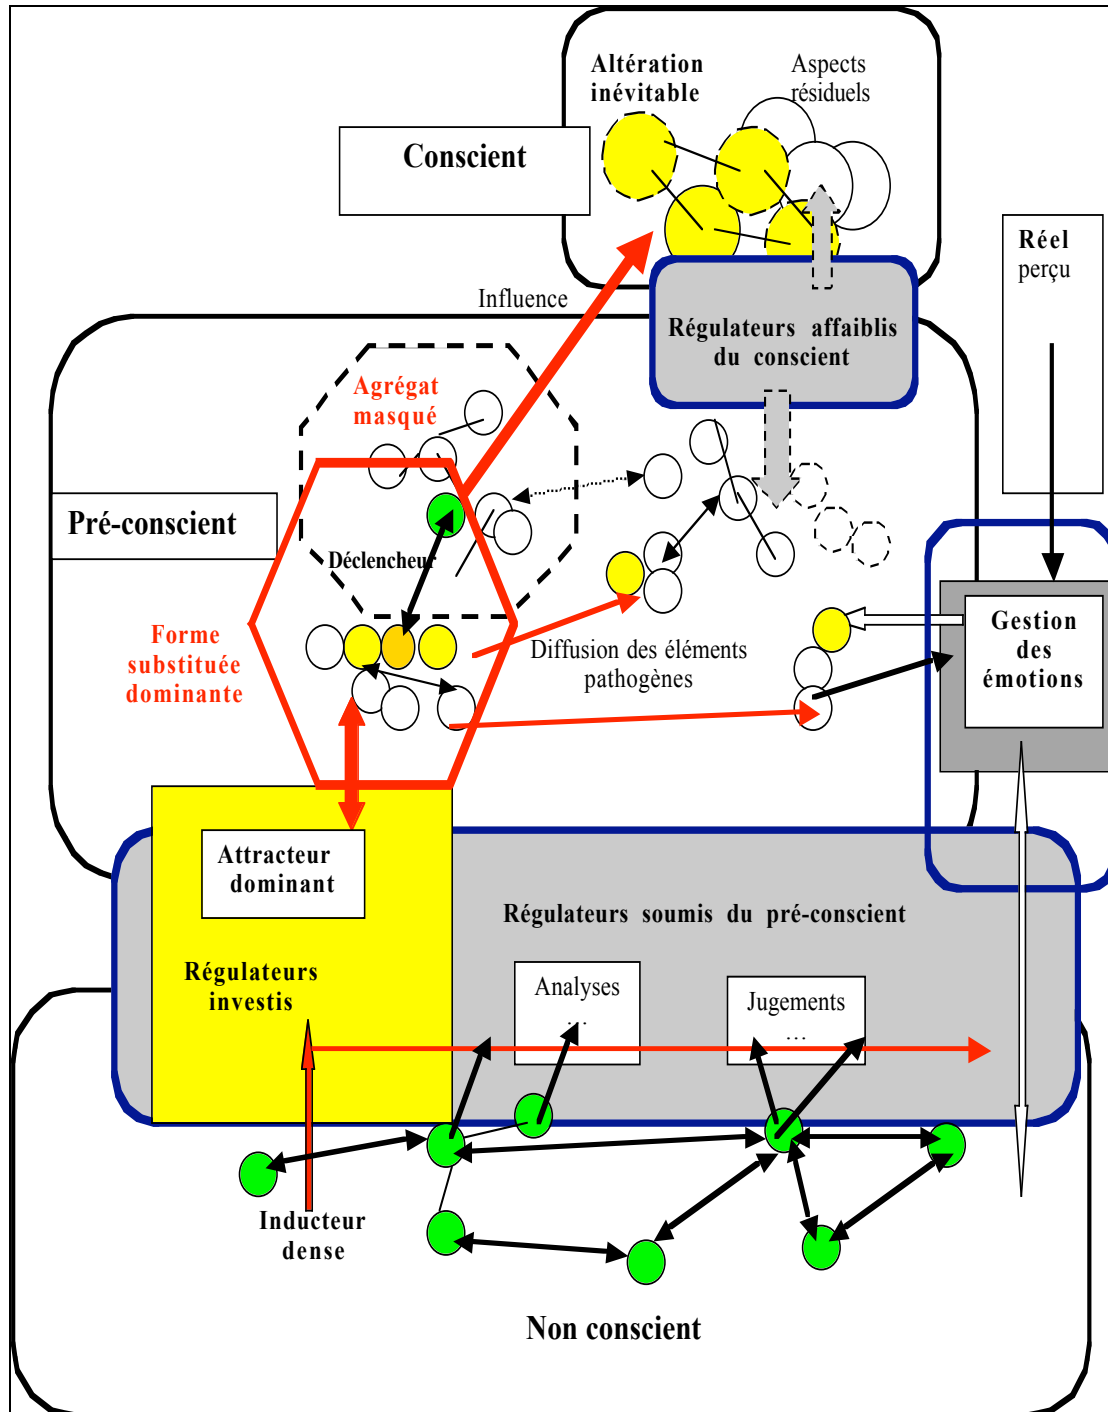 Altération
inévitable
Aspects
résiduels
Conscient
Réel
perçu
Influence
Régulateurs affaiblis
du conscient
Agrégat
masqué
Pré-conscient
Déclencheur
Forme
substituée
dominante
Diffusion des éléments
pathogènes
Gestion
des
émotions
Attracteur
dominant
Régulateurs soumis du pré-conscient
Régulateurs
investis
Analyses
…
Jugements
…
Inducteur
dense
Non conscient